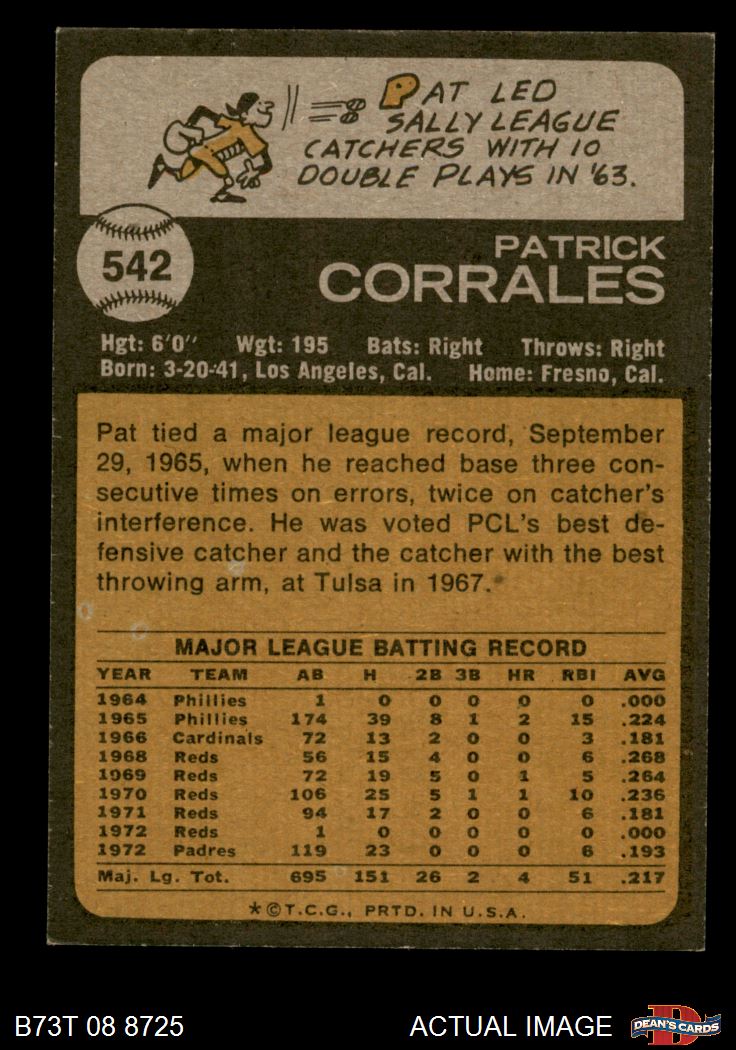 PAT LED
SALLY LEAGUE
CATCHERS WITH 10
DOUBLE PLAYS IN '63.
542
PATRICK
CORRALES
Hgt: 6'0" Wgt: 195 Bats: Right Throws: Right
Born: 3-20-41, Los Angeles, Cal. Home: Fresno, Cal.
Pat tied a major league record, September
29, 1965, when he reached base three con-
secutive times on errors, twice on catcher's
interference. He was voted PCL's best de-
fensive catcher and the catcher with the best
throwing arm, at Tulsa in 1967.
MAJOR LEAGUE BATTING RECORD
YEAR TEAM AB H 2B 3B HR RBI AVG
1964 Phillies 1 0 0 0 0 0 .000
1965 Phillies 174 39 8 1 2 15 .224
1966 Cardinals 72 13 2 0 0 3 .181
1968 Reds 56 15 4 0 0 6 .268
1969 Reds 72 19 5 0 1 5 .264
1970 Reds 106 25 5 1 1 10 .236
1971 Reds 94 17 2 0 0 6 .181
1972 Reds 1 0 0 0 0 0 .000
1972 Padres 119 23 0 0 0 6 .193
Maj. Lg. Tot. 695 151 26 2 4 51 .217
*©T.C.G., PRTD. IN U.S.A.
B73T 08 8725 ACTUAL IMAGE D DEAN'S CARDS